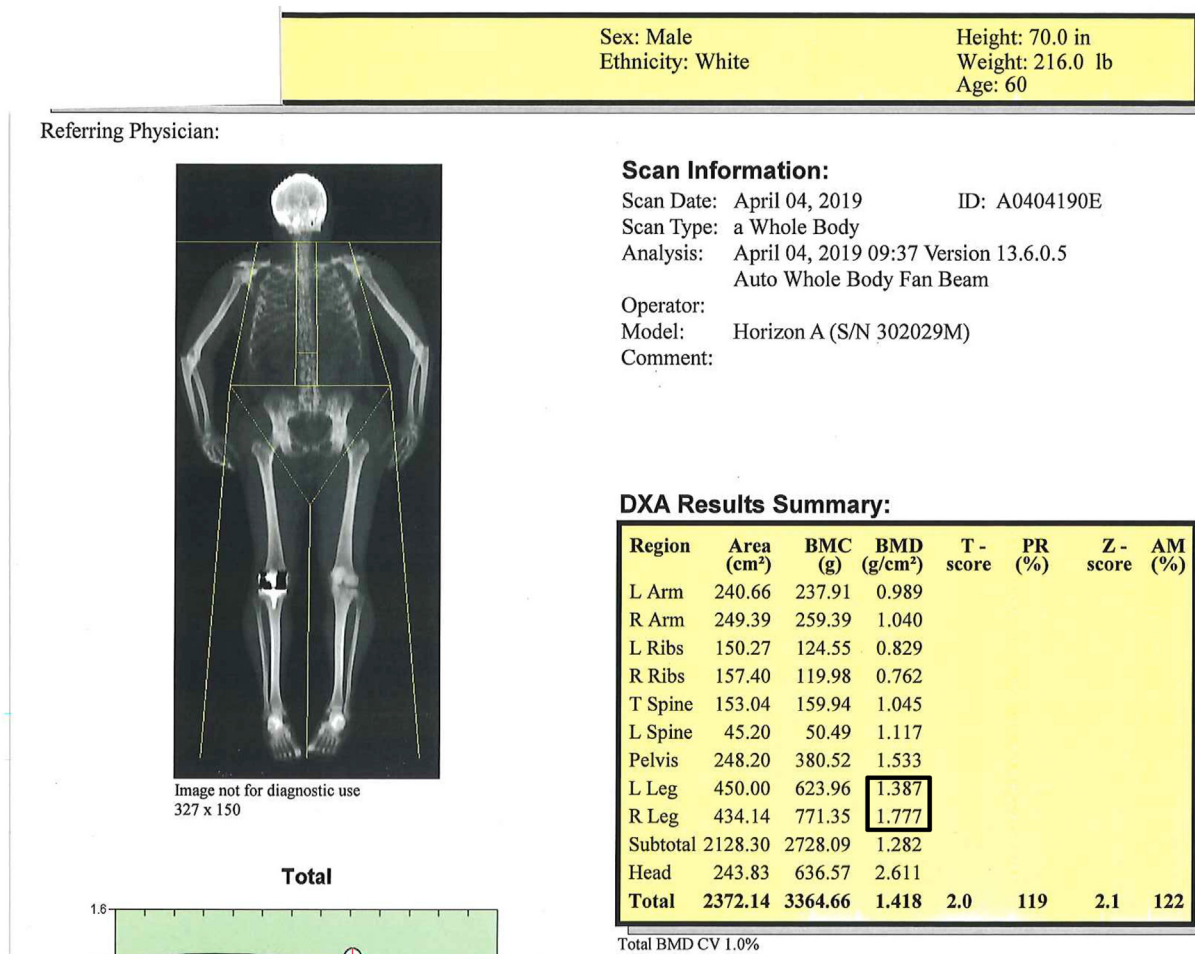 Sex: Male Height: 70.0 in
Ethnicity: White Weight: 216.0 lb
Age: 60
Referring Physician:
Image not for diagnostic use
327 x 150
Total
1.6
Scan Information:
Scan Date: April 04, 2019 ID: A0404190E
Scan Type: a Whole Body
Analysis: April 04, 2019 09:37 Version 13.6.0.5
Auto Whole Body Fan Beam
Operator:
Model: Horizon A (S/N 302029M)
Comment:
DXA Results Summary:
Region Area BMC BMD T - PR Z - AM
(cm²) (g) (g/cm²) score (%) score (%)
L Arm 240.66 237.91 0.989
R Arm 249.39 259.39 1.040
L Ribs 150.27 124.55 0.829
R Ribs 157.40 119.98 0.762
T Spine 153.04 159.94 1.045
L Spine 45.20 50.49 1.117
Pelvis 248.20 380.52 1.533
L Leg 450.00 623.96 1.387
R Leg 434.14 771.35 1.777
Subtotal 2128.30 2728.09 1.282
Head 243.83 636.57 2.611
Total 2372.14 3364.66 1.418 2.0 119 2.1 122
Total BMD CV 1.0%